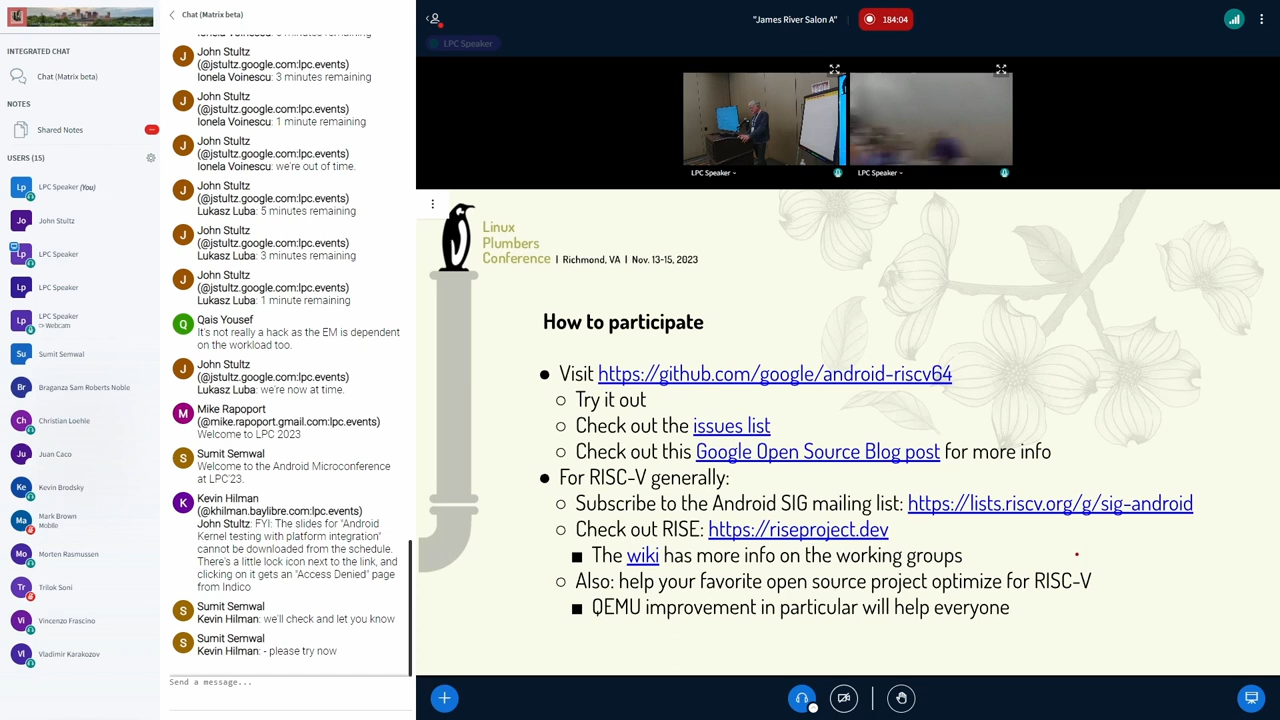 INTEGRATED CHAT
Chat (Matrix beta)
NOTES
Shared Notes
USERS (15)
Lp LPC Speaker (You)
Jo John Stultz
Lp LPC Speaker
Lp LPC Speaker
Lp LPC Speaker
Webcam
Su Sumit Semwal
Br Braganza Sam Roberts Noble
Ch Christian Loehle
Ju Juan Caco
Ke Kevin Brodsky
Ma Mark Brown
Mobile
Mo Morten Rasmussen
Tr Trilok Soni
Vi Vincenzo Frascino
Vl Vladimir Karakozov
Chat (Matrix beta)
J John Stultz
(@jstultz.google.com:lpc.events)
Ionela Voinescu: 3 minutes remaining
J John Stultz
(@jstultz.google.com:lpc.events)
Ionela Voinescu: 1 minute remaining
J John Stultz
(@jstultz.google.com:lpc.events)
Ionela Voinescu: we're out of time.
J John Stultz
(@jstultz.google.com:lpc.events)
Lukasz Luba: 5 minutes remaining
J John Stultz
(@jstultz.google.com:lpc.events)
Lukasz Luba: 3 minutes remaining
J John Stultz
(@jstultz.google.com:lpc.events)
Lukasz Luba: 1 minute remaining
Q Qais Yousef
It's not really a hack as the EM is dependent
on the workload too.
J John Stultz
(@jstultz.google.com:lpc.events)
Lukasz Luba: we're now at time.
M Mike Rapoport
(@mike.rapoport.gmail.com:lpc.events)
Welcome to LPC 2023
S Sumit Semwal
Welcome to the Android Microconference
at LPC'23.
K Kevin Hilman
(@khilman.baylibre.com:lpc.events)
John Stultz: FYI: The slides for "Android
Kernel testing with platform integration"
cannot be downloaded from the schedule.
There's a little lock icon next to the link, and
clicking on it gets an "Access Denied" page
from Indico
S Sumit Semwal
Kevin Hilman: we'll check and let you know
S Sumit Semwal
Kevin Hilman: - please try now
Send a message...
"James River Salon A"
184:04
LPC Speaker
LPC Speaker
LPC Speaker
Linux
Plumbers
Conference | Richmond, VA | Nov. 13-15, 2023
How to participate
● Visit https://github.com/google/android-riscv64
○ Try it out
○ Check out the issues list
○ Check out this Google Open Source Blog post for more info
● For RISC-V generally:
○ Subscribe to the Android SIG mailing list: https://lists.riscv.org/g/sig-android
○ Check out RISE: https://riseproject.dev
■ The wiki has more info on the working groups
○ Also: help your favorite open source project optimize for RISC-V
■ QEMU improvement in particular will help everyone